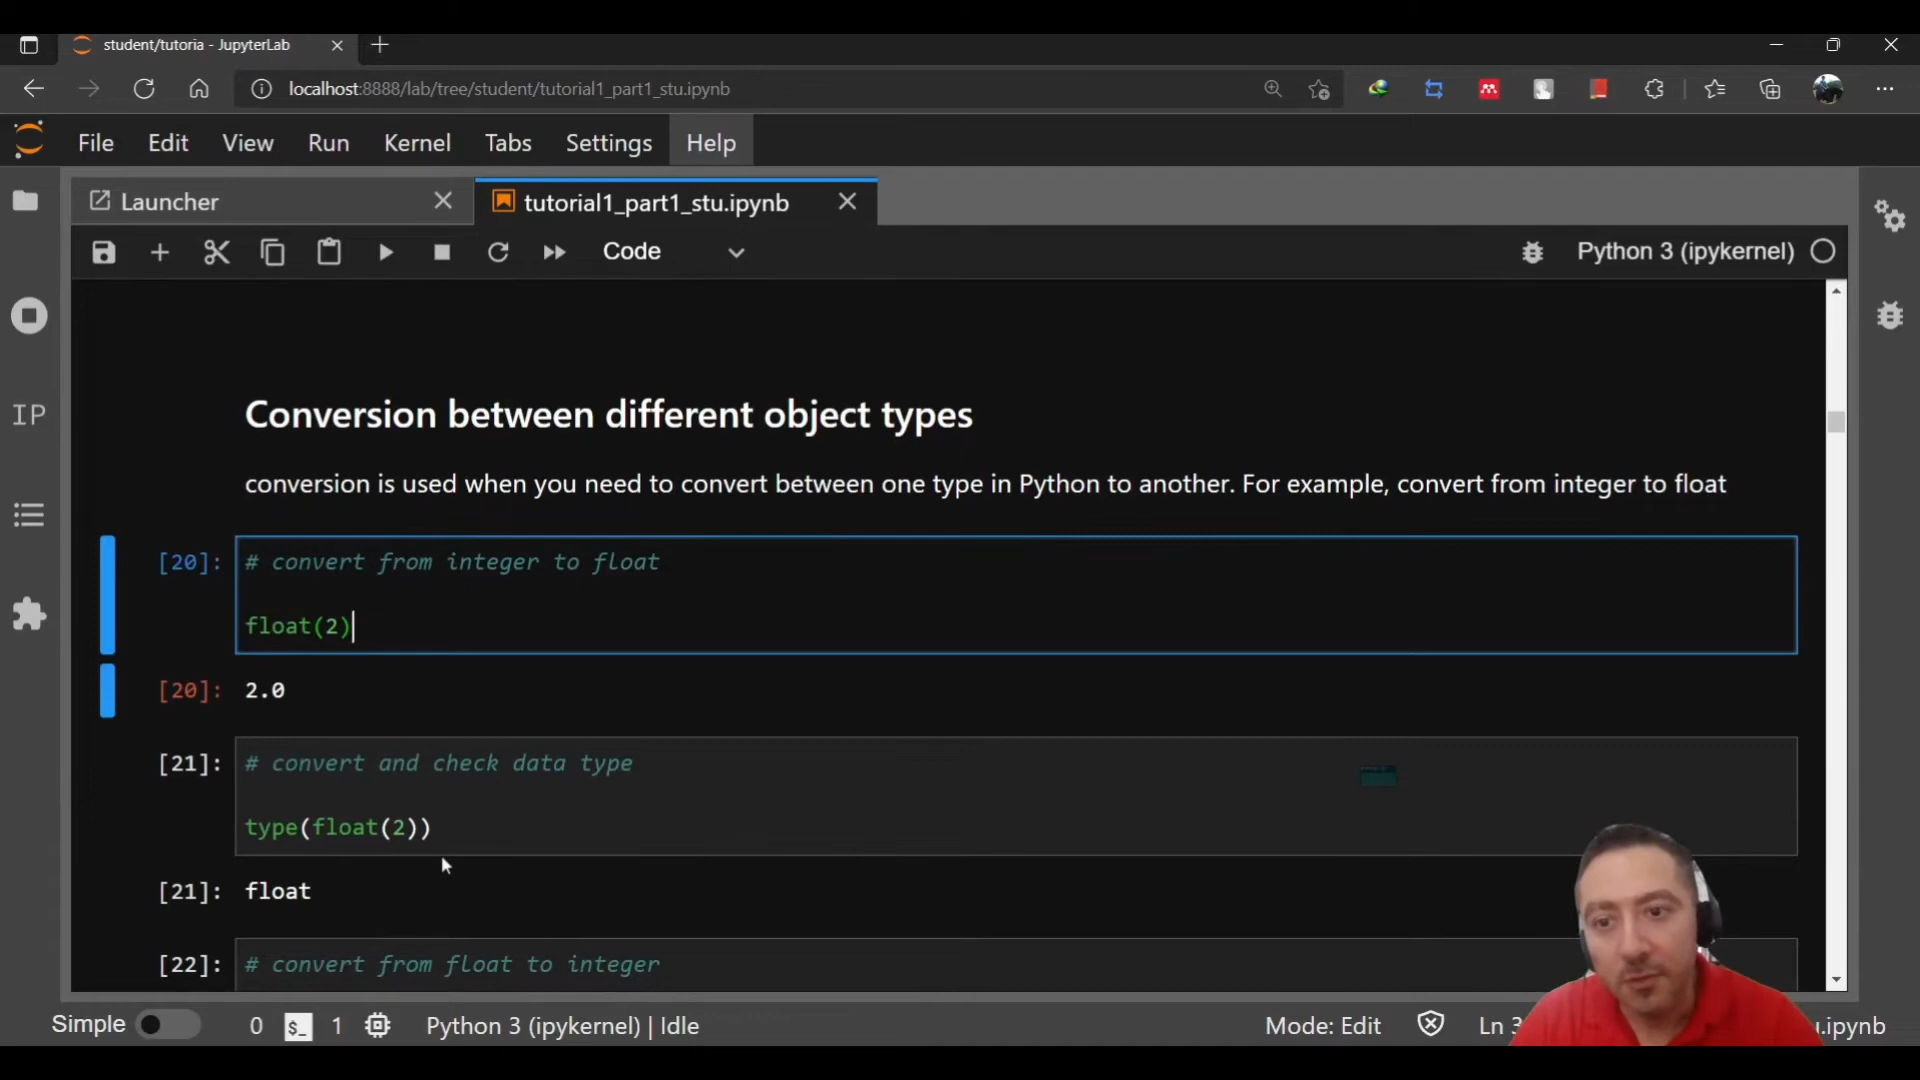 student/tutoria - JupyterLab
localhost:8888/lab/tree/student/tutorial1_part1_stu.ipynb
File Edit View Run Kernel Tabs Settings Help
Launcher
tutorial1_part1_stu.ipynb
Code
Python 3 (ipykernel)
IP
Conversion between different object types
conversion is used when you need to convert between one type in Python to another. For example, convert from integer to float
[20]: # convert from integer to float
float(2)
[20]: 2.0
[21]: # convert and check data type
type(float(2))
[21]: float
[22]: # convert from float to integer
Simple 0 $_ 1 Python 3 (ipykernel) | Idle Mode: Edit Ln 3 .ipynb